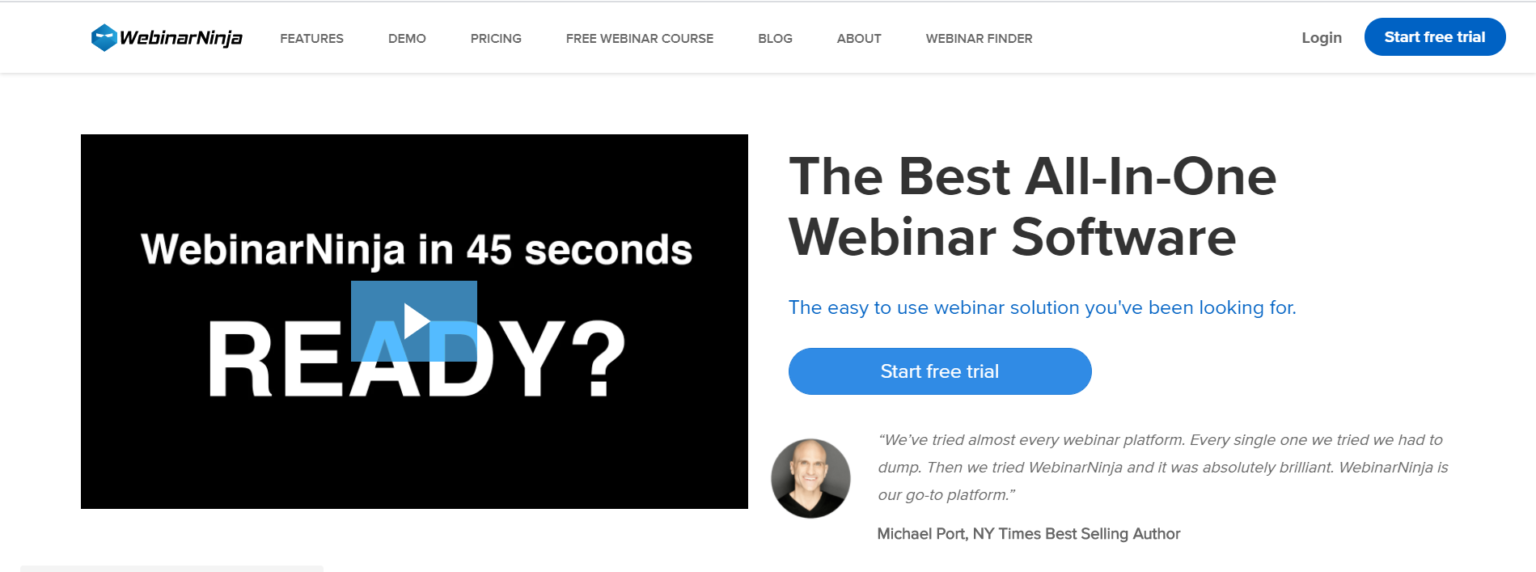 WebinarNinja
FEATURES
DEMO
PRICING
FREE WEBINAR COURSE
BLOG
ABOUT
WEBINAR FINDER
Login
Start free trial
WebinarNinja in 45 seconds
READY?
The Best All-In-One
Webinar Software
The easy to use webinar solution you've been looking for.
Start free trial
“We’ve tried almost every webinar platform. Every single one we tried we had to
dump. Then we tried WebinarNinja and it was absolutely brilliant. WebinarNinja is
our go-to platform.”
Michael Port, NY Times Best Selling Author